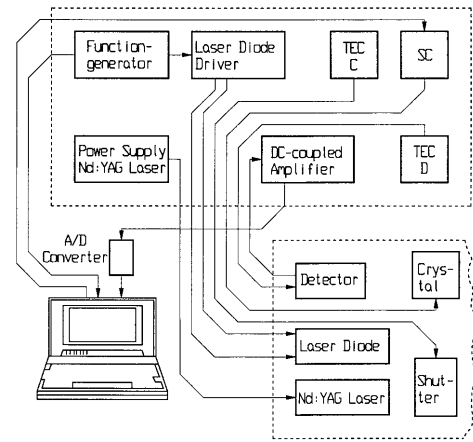 Function-
generator
Laser Diode
Driver
TEC
C
SC
Power Supply
Nd:YAG Laser
DC-coupled
Amplifier
TEC
D
A/D
Converter
Detector
Crys-
tal
Laser Diode
Shut-
ter
Nd:YAG Laser